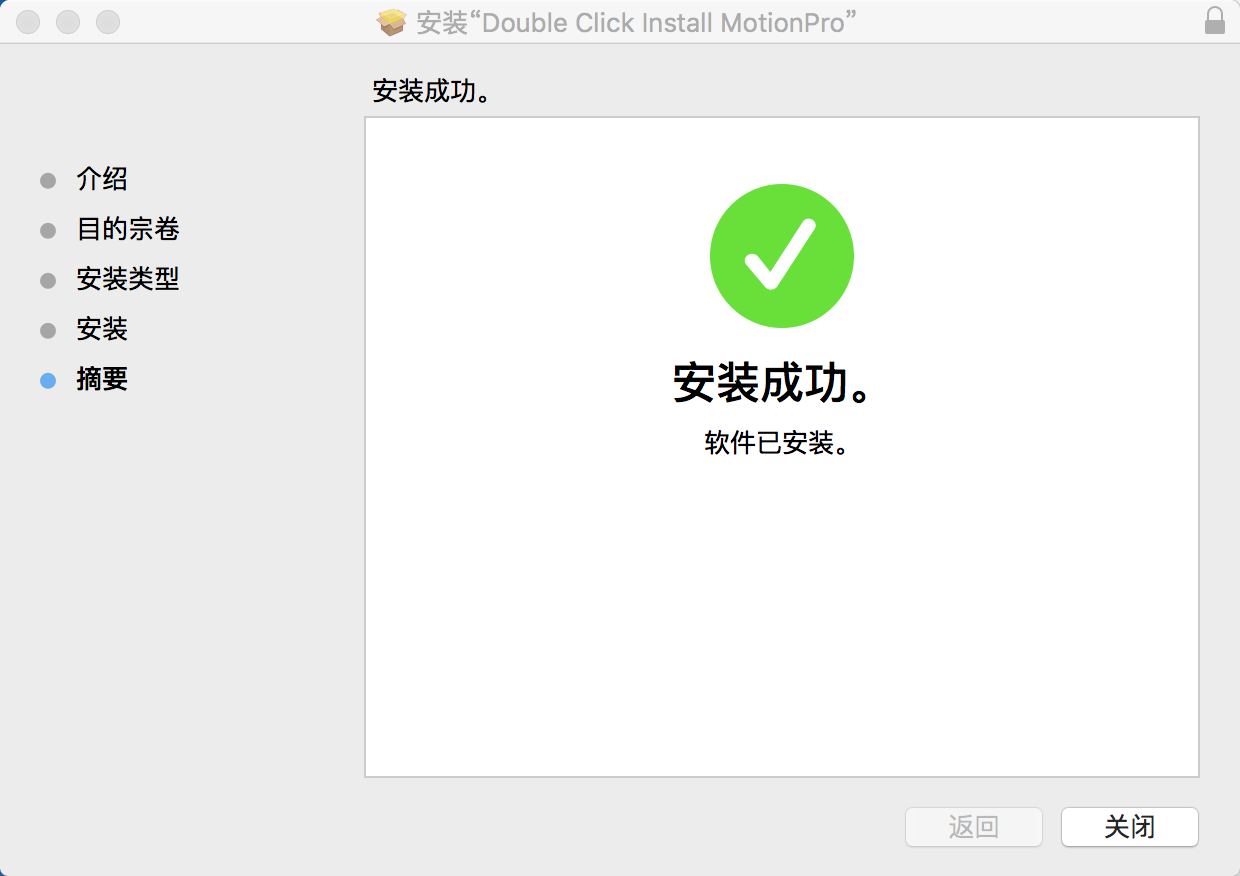 安装“Double Click Install MotionPro”
安装成功。
介绍
目的宗卷
安装类型
安装
摘要
安装成功。
软件已安装。
返回
关闭